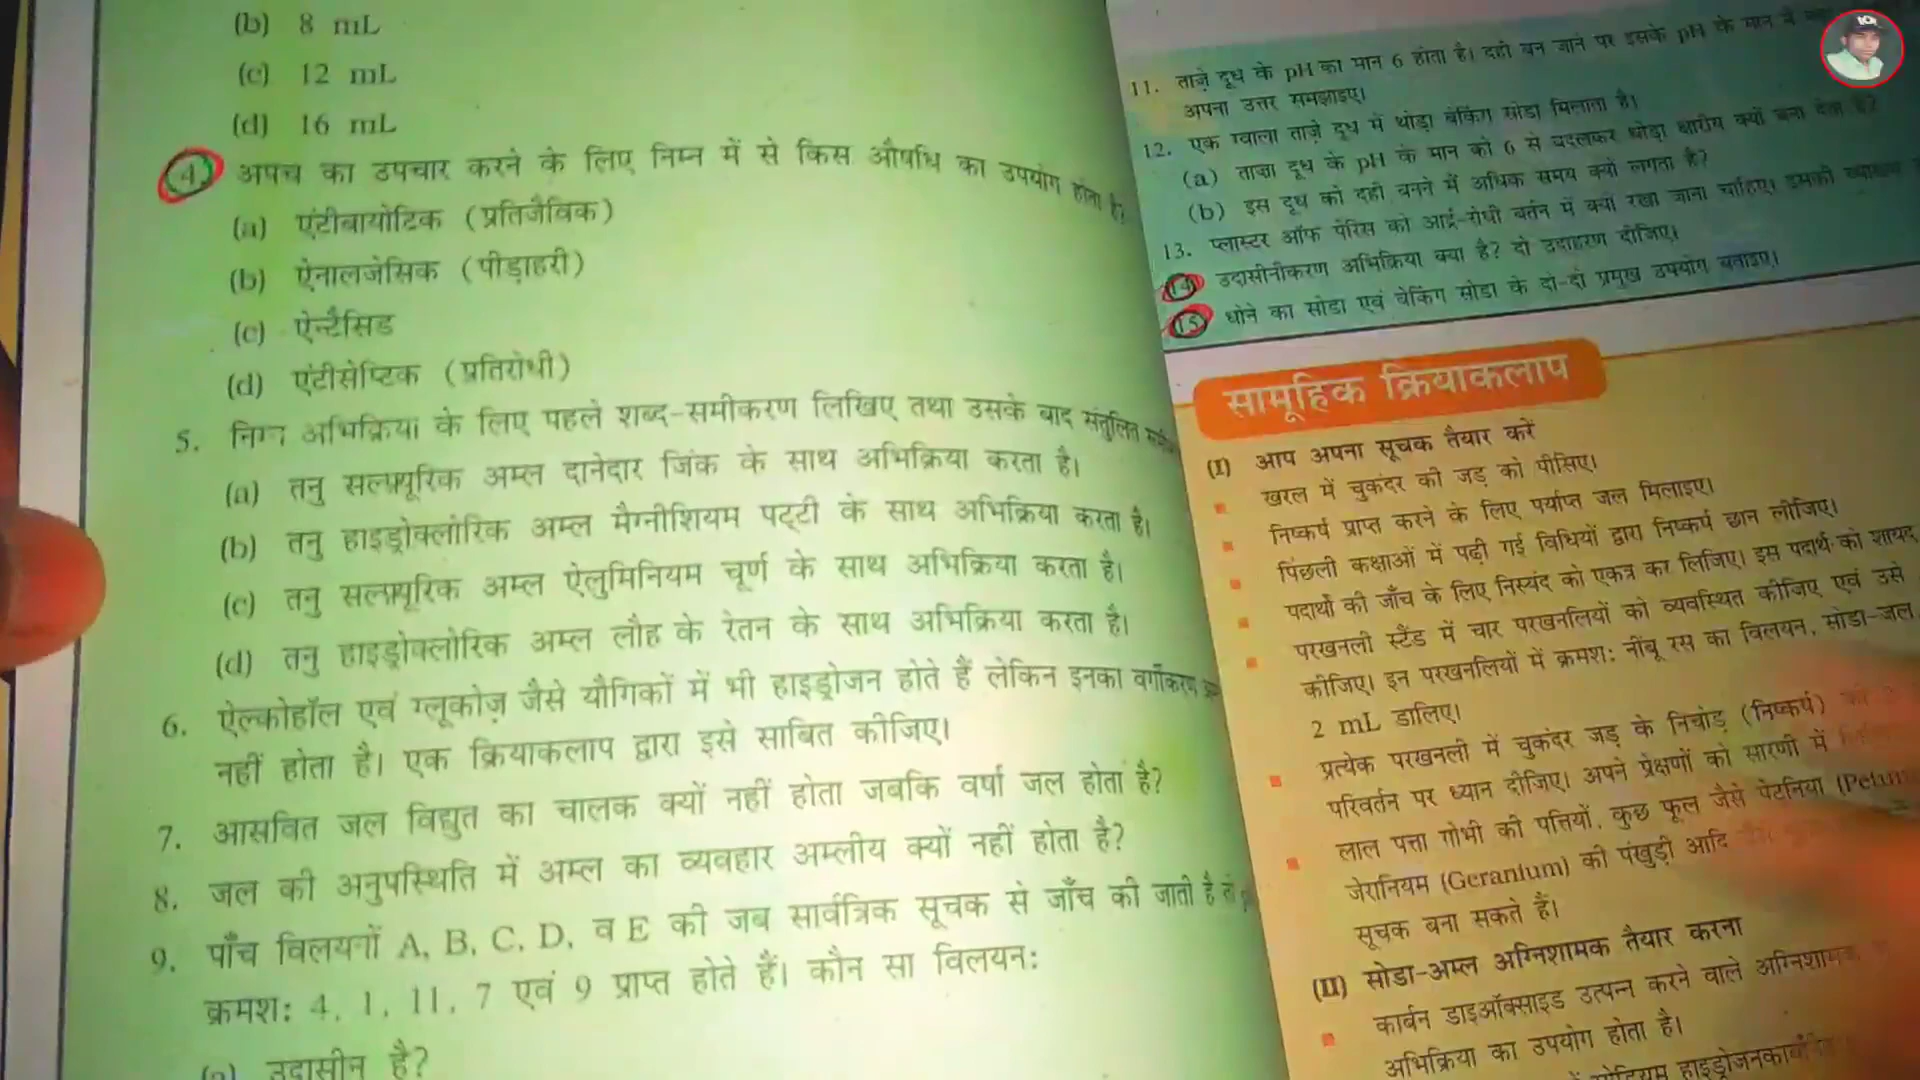 (b) 8 mL
(c) 12 mL
(d) 16 mL
4. अपच का उपचार करने के लिए निम्न में से किस औषधि का उपयोग होता है?
(a) एंटीबायोटिक (प्रतिजैविक)
(b) ऐनालजेसिक (पीड़ाहरी)
(c) ऐन्टैसिड
(d) एंटीसेप्टिक (प्रतिरोधी)
5. निम्न अभिक्रिया के लिए पहले शब्द-समीकरण लिखिए तथा उसके बाद संतुलित
(a) तनु सल्फ़्यूरिक अम्ल दानेदार जिंक के साथ अभिक्रिया करता है।
(b) तनु हाइड्रोक्लोरिक अम्ल मैग्नीशियम पट्टी के साथ अभिक्रिया करता है।
(c) तनु सल्फ़्यूरिक अम्ल ऐलुमिनियम चूर्ण के साथ अभिक्रिया करता है।
(d) तनु हाइड्रोक्लोरिक अम्ल लौह के रेतन के साथ अभिक्रिया करता है।
6. ऐल्कोहॉल एवं ग्लूकोज़ जैसे यौगिकों में भी हाइड्रोजन होते हैं लेकिन इनका वर्गीकरण
नहीं होता है। एक क्रियाकलाप द्वारा इसे साबित कीजिए।
7. आसवित जल विद्युत का चालक क्यों नहीं होता जबकि वर्षा जल होता है?
8. जल की अनुपस्थिति में अम्ल का व्यवहार अम्लीय क्यों नहीं होता है?
9. पाँच विलयनों A, B, C, D, व E की जब सार्वत्रिक सूचक से जाँच की जाती है तो
क्रमश: 4, 1, 11, 7 एवं 9 प्राप्त होते हैं। कौन सा विलयन:
(a) उदासीन है?
11. ताज़े दूध के pH का मान 6 होता है। दही बन जाने पर इसके pH के मान में
अपना उत्तर समझाइए।
12. एक ग्वाला ताज़े दूध में थोड़ा बेकिंग सोडा मिलाता है।
(a) ताज़ा दूध के pH के मान को 6 से बदलकर थोड़ा क्षारीय क्यों बना देता है?
(b) इस दूध को दही बनने में अधिक समय क्यों लगता है?
13. प्लास्टर ऑफ पेरिस को आर्द्र-रोधी बर्तन में क्यों रखा जाना चाहिए। इसकी व्याख्या
14. उदासीनीकरण अभिक्रिया क्या है? दो उदाहरण दीजिए।
15. धोने का सोडा एवं बेकिंग सोडा के दो-दो प्रमुख उपयोग बताइए।
सामूहिक क्रियाकलाप
(I) आप अपना सूचक तैयार करें
खरल में चुकंदर की जड़ को पीसिए।
निष्कर्ष प्राप्त करने के लिए पर्याप्त जल मिलाइए।
पिछली कक्षाओं में पढ़ी गई विधियों द्वारा निष्कर्ष छान लीजिए।
पदार्थों की जाँच के लिए निस्यंद को एकत्र कर लिजिए। इस पदार्थ को शायद
परखनली स्टैंड में चार परखनलियों को व्यवस्थित कीजिए एवं उसे
कीजिए। इन परखनलियों में क्रमश: नींबू रस का विलयन, सोडा-जल
2 mL डालिए।
प्रत्येक परखनली में चुकंदर जड़ के निचोड़ (निष्कर्ष) की
परिवर्तन पर ध्यान दीजिए। अपने प्रेक्षणों को सारणी में
लाल पत्ता गोभी की पत्तियों, कुछ फूल जैसे पेटनिया
जेरानियम (Geranium) की पंखुड़ी आदि
सूचक बना सकते हैं।
(II) सोडा-अम्ल अग्निशामक तैयार करना
कार्बन डाइऑक्साइड उत्पन्न करने वाले अग्निशामक
अभिक्रिया का उपयोग होता है।